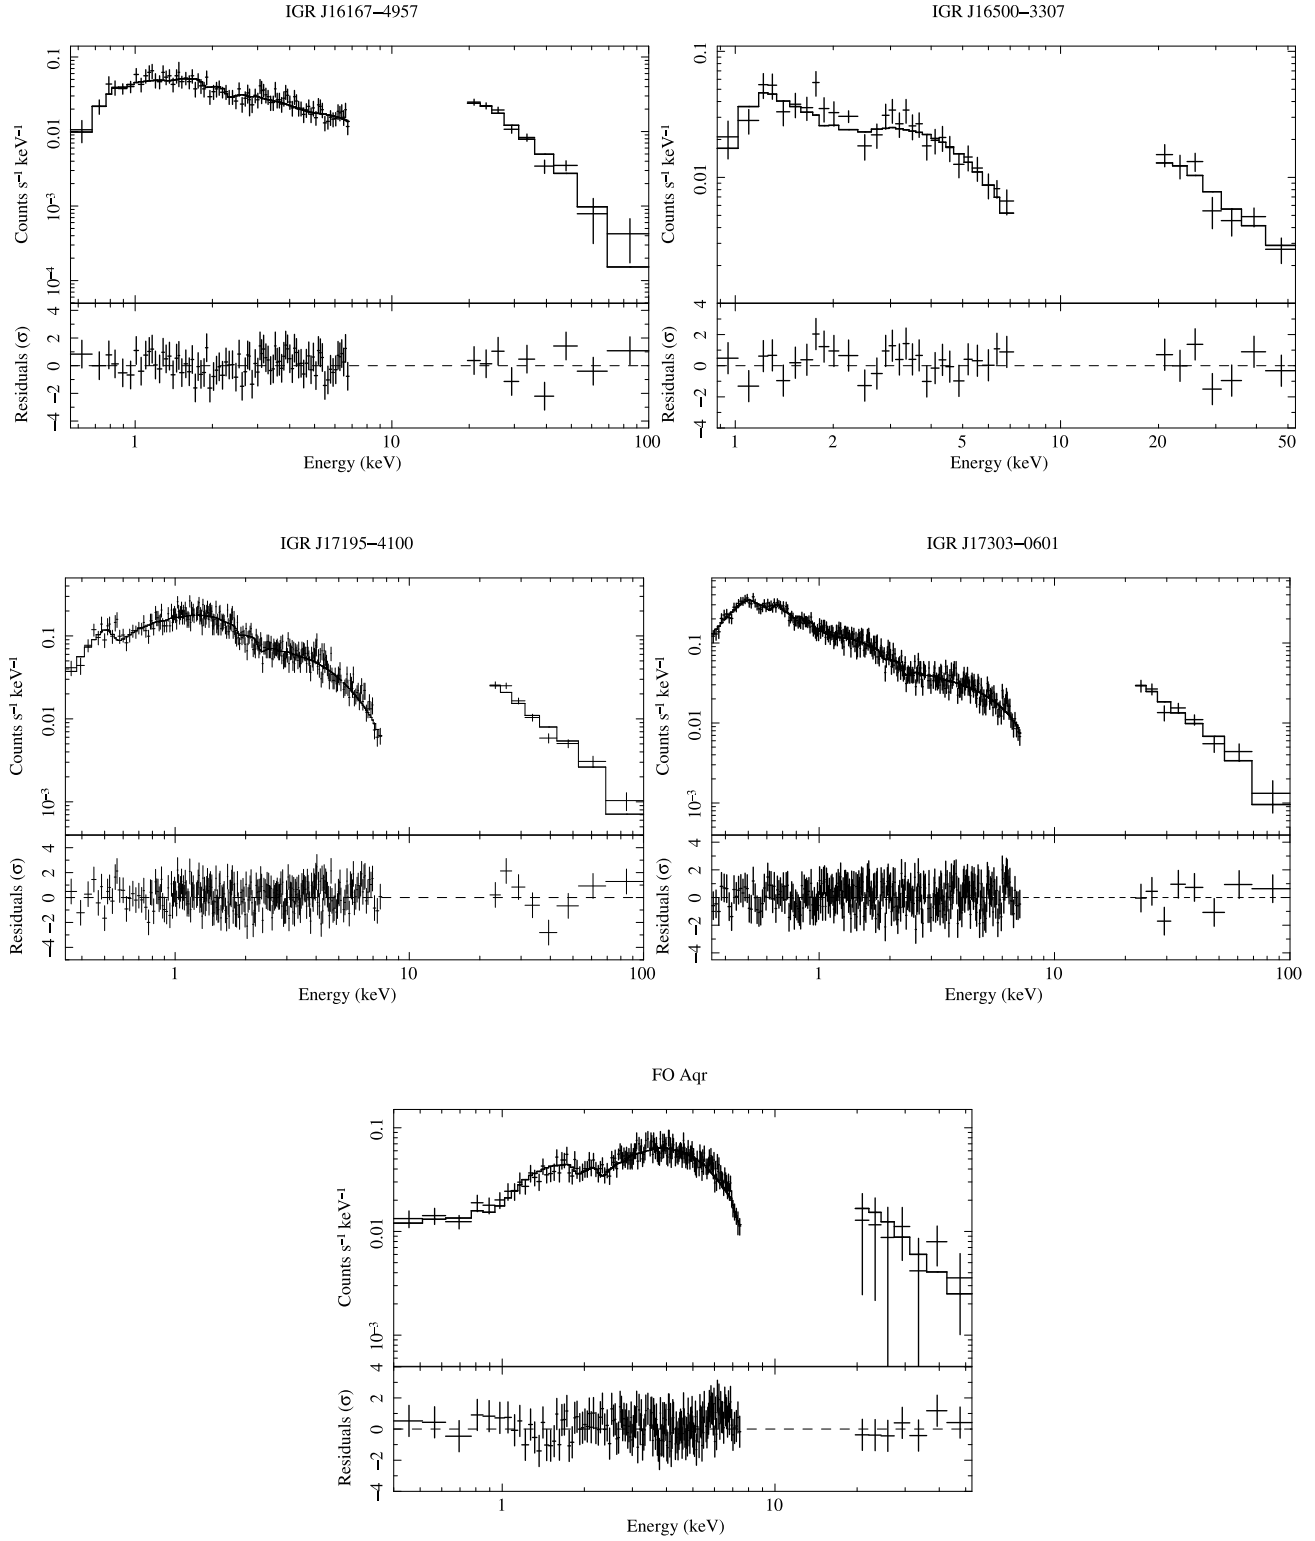 IGR J16167−4957
Counts s−1 keV−1
0.1
0.01
10−3
10−4
Residuals (σ)
4
2
0
−2
−4
1
10
100
Energy (keV)
IGR J16500−3307
Counts s−1 keV−1
0.1
0.01
Residuals (σ)
4
2
0
−2
−4
1
2
5
10
20
50
Energy (keV)
IGR J17195−4100
Counts s−1 keV−1
0.1
0.01
10−3
Residuals (σ)
4
2
0
−2
−4
1
10
100
Energy (keV)
IGR J17303−0601
Counts s−1 keV−1
0.1
0.01
10−3
Residuals (σ)
4
2
0
−2
−4
1
10
100
Energy (keV)
FO Aqr
Counts s−1 keV−1
0.1
0.01
10−3
Residuals (σ)
4
2
0
−2
−4
1
10
Energy (keV)